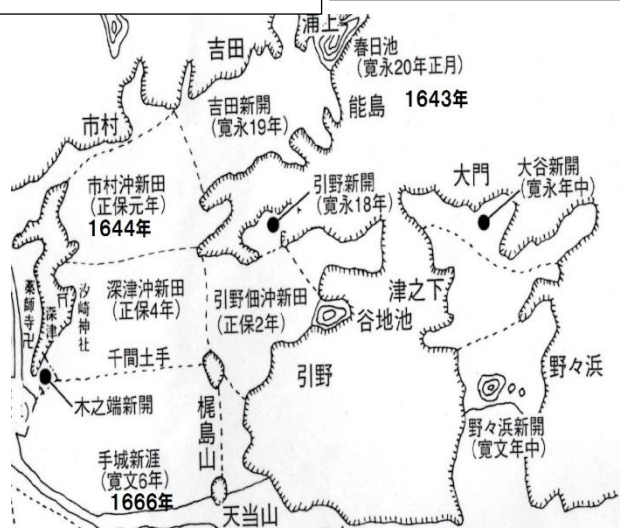 浦上
吉田
春日池
(寛永20年正月)
1643年
能島
吉田新開
(寛永19年)
市村
大門
大谷新開
(寛永年中)
引野新開
(寛永18年)
市村沖新田
(正保元年)
1644年
津之下
深津沖新田
(正保4年)
引野佃沖新田
(正保2年)
谷地池
汐崎神社
深津
薬師寺卍
千間土手
引野
野々浜
木之端新開
梶島山
野々浜新開
(寛文年中)
手城新涯
(寛文6年)
1666年
天当山